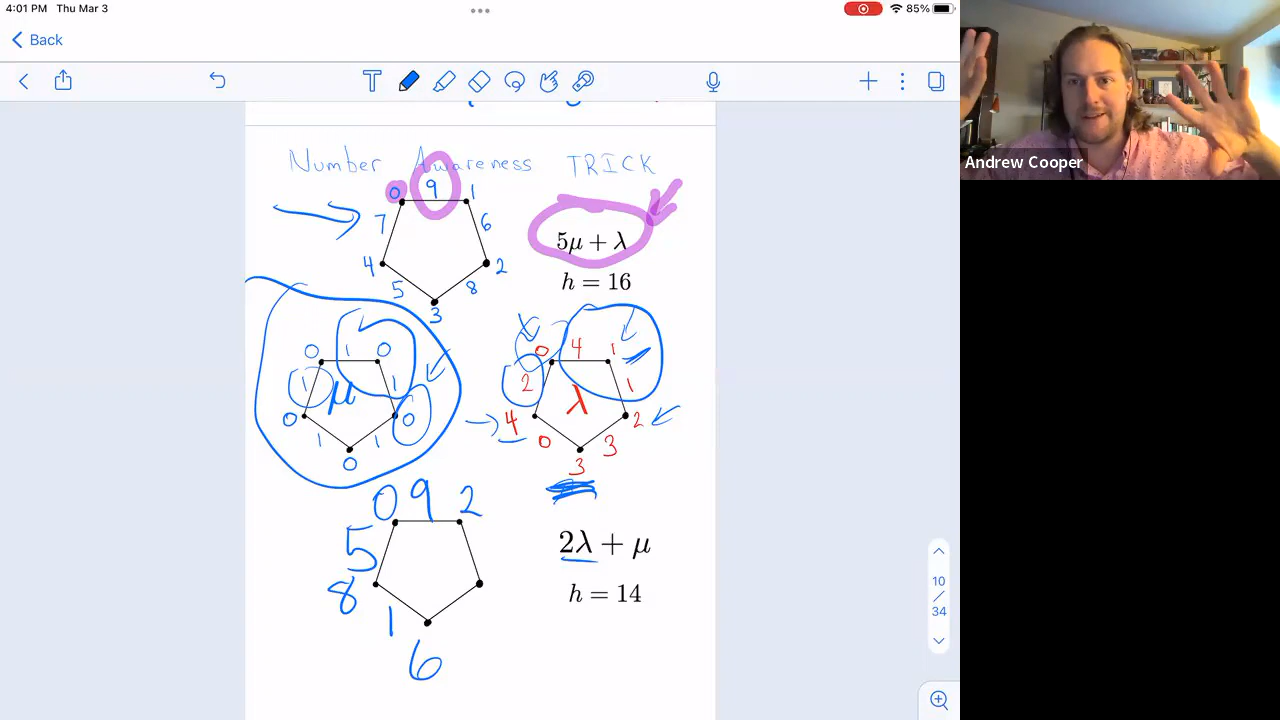 4:01 PM Thu Mar 3
85%
Back
T
Number Awareness TRICK
0 9 1
7 6
5μ + λ
4 2
h = 16
5 8
3
0 1 0
0 4 1
1 μ 1
2 λ 1
0 0
4 2
1 1
0 3
0
3
0 9 2
5
2λ + μ
8
h = 14
1
6
10
/
34
Andrew Cooper